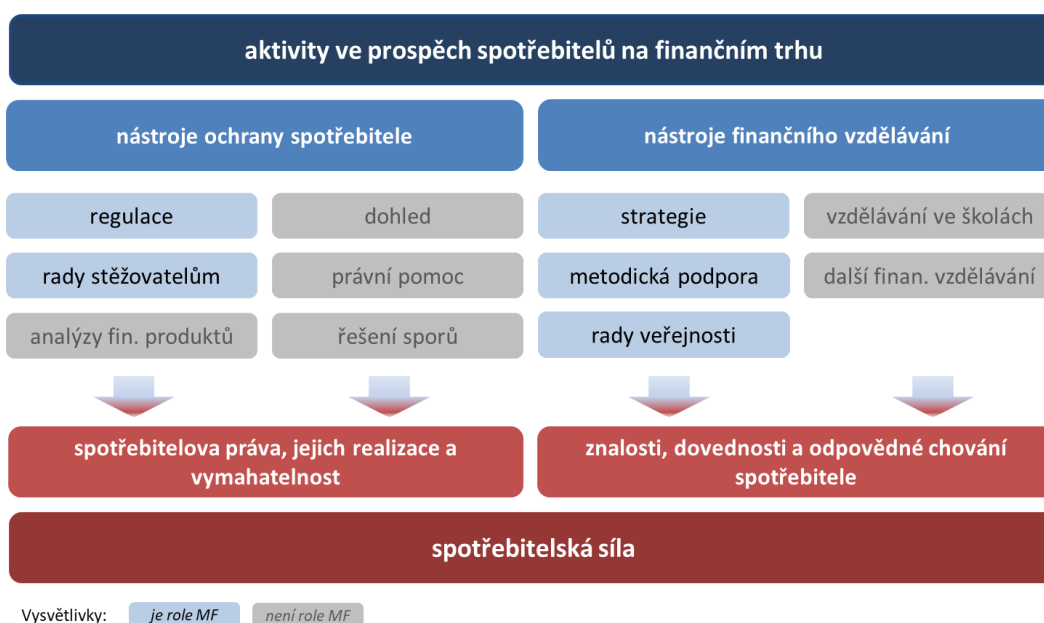 aktivity ve prospěch spotřebitelů na finančním trhu
nástroje ochrany spotřebitele
nástroje finančního vzdělávání
regulace
dohled
strategie
vzdělávání ve školách
rady stěžovatelům
právní pomoc
metodická podpora
další finan. vzdělávání
analýzy fin. produktů
řešení sporů
rady veřejnosti
spotřebitelova práva, jejich realizace a
vymahatelnost
znalosti, dovednosti a odpovědné chování
spotřebitele
spotřebitelská síla
Vysvětlivky:
je role MF
není role MF